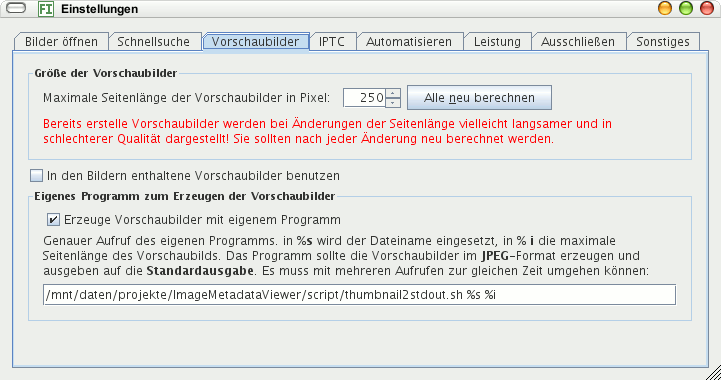 FI Einstellungen
Bilder öffnen Schnellsuche Vorschaubilder IPTC Automatisieren Leistung Ausschließen Sonstiges
Größe der Vorschaubilder
Maximale Seitenlänge der Vorschaubilder in Pixel: 250 Alle neu berechnen
Bereits erstelle Vorschaubilder werden bei Änderungen der Seitenlänge vielleicht langsamer und in
schlechterer Qualität dargestellt! Sie sollten nach jeder Änderung neu berechnet werden.
In den Bildern enthaltene Vorschaubilder benutzen
Eigenes Programm zum Erzeugen der Vorschaubilder
Erzeuge Vorschaubilder mit eigenem Programm
Genauer Aufruf des eigenen Programms. in %s wird der Dateiname eingesetzt, in % i die maximale
Seitenlänge des Vorschaubilds. Das Programm sollte die Vorschaubilder im JPEG-Format erzeugen und
ausgeben auf die Standardausgabe. Es muss mit mehreren Aufrufen zur gleichen Zeit umgehen können:
/mnt/daten/projekte/ImageMetadataViewer/script/thumbnail2stdout.sh %s %i